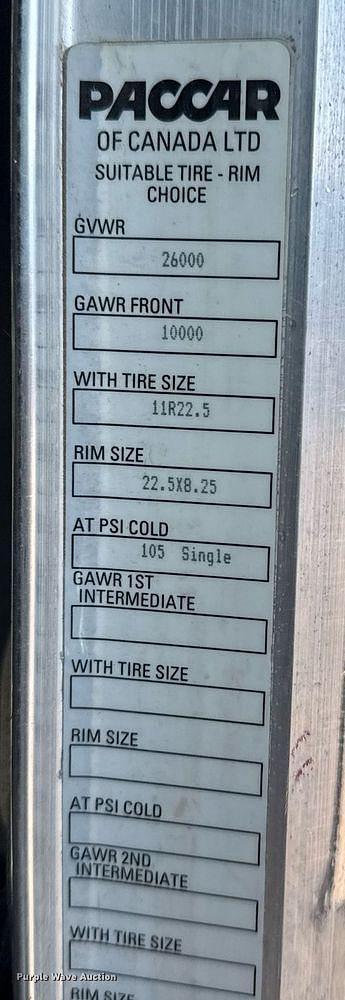 PACCAR
OF CANADA LTD
SUITABLE TIRE - RIM
CHOICE
GVWR
26000
GAWR FRONT
10000
WITH TIRE SIZE
11R22.5
RIM SIZE
22.5X8.25
AT PSI COLD
105 Single
GAWR 1ST
INTERMEDIATE
WITH TIRE SIZE
RIM SIZE
AT PSI COLD
GAWR 2ND
INTERMEDIATE
WITH TIRE SIZE
RIM SIZE
Purple Wave Auction